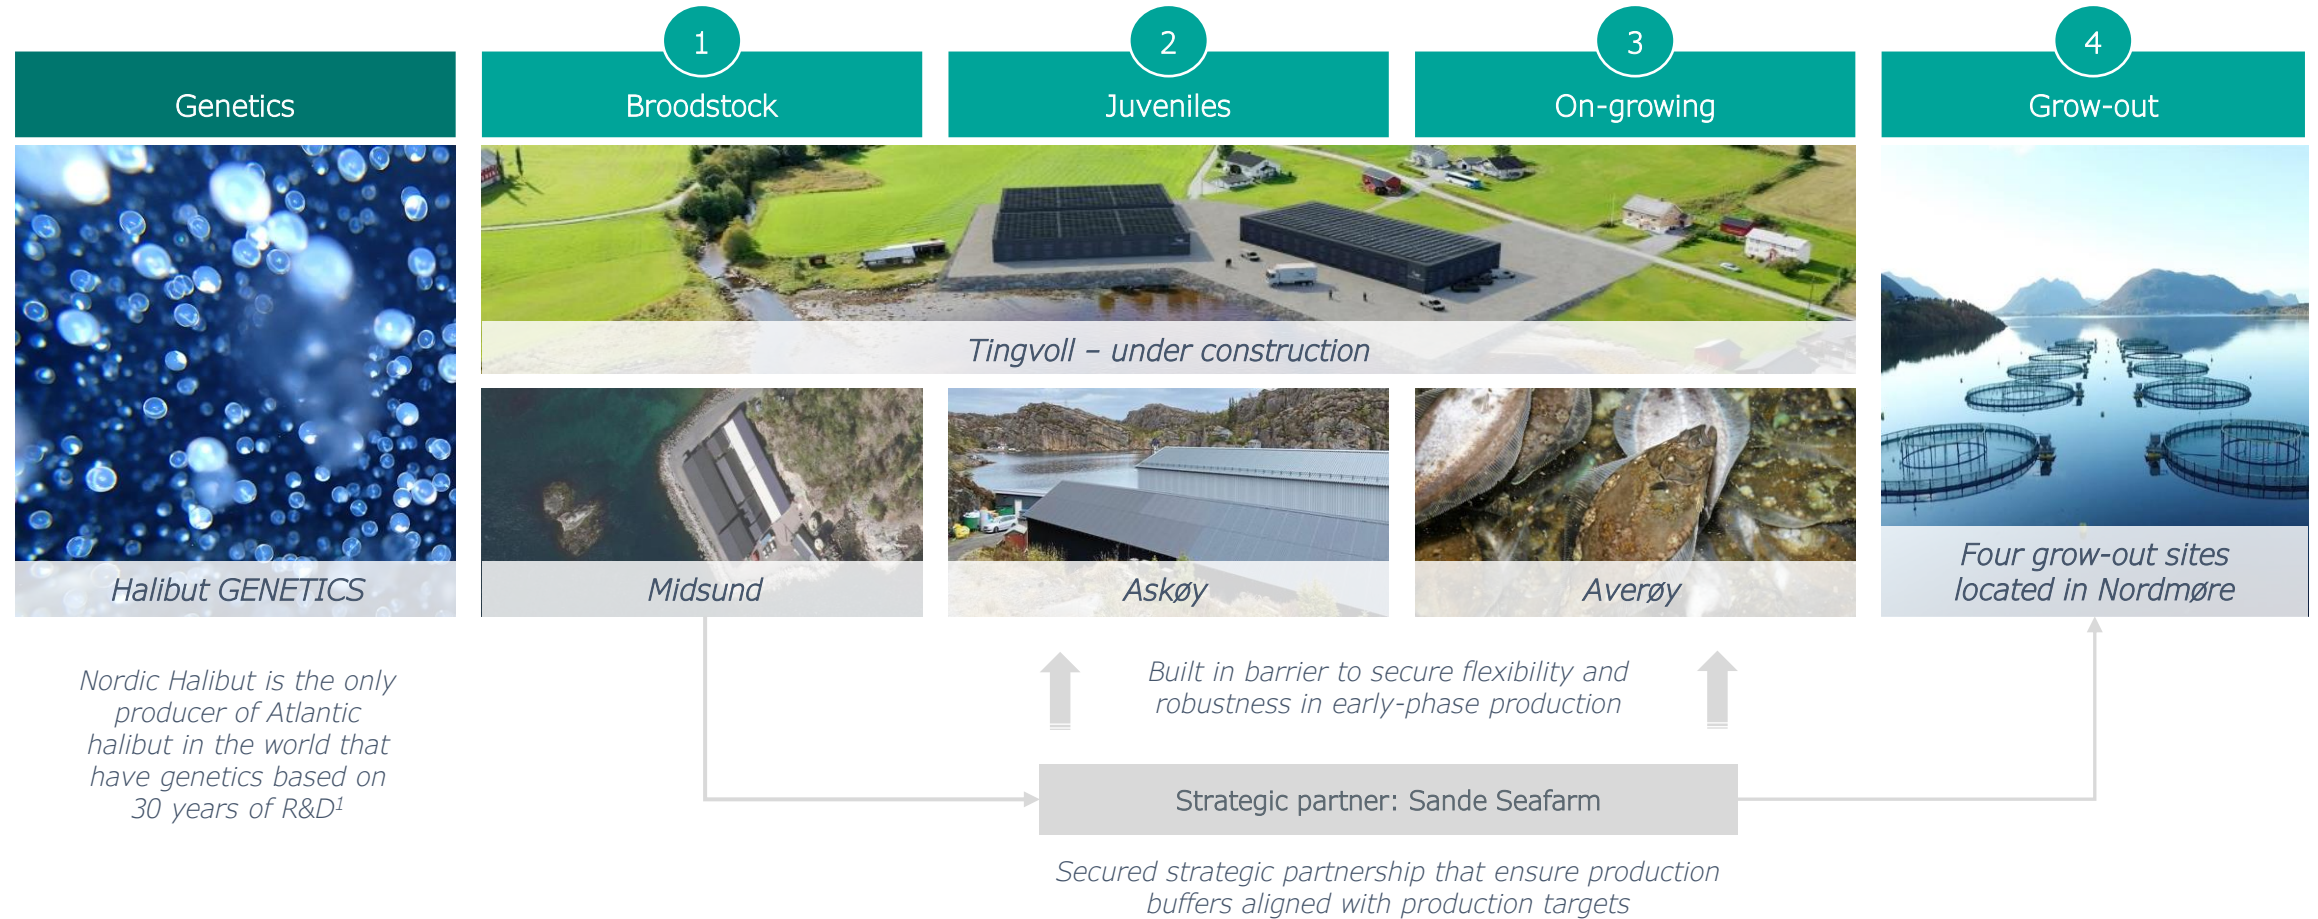 1
2
3
4
Genetics
Broodstock
Juveniles
On-growing
Grow-out
Tingvoll – under construction
Halibut GENETICS
Midsund
Askøy
Averøy
Four grow-out sites
located in Nordmøre
Nordic Halibut is the only
producer of Atlantic
halibut in the world that
have genetics based on
30 years of R&D1
Built in barrier to secure flexibility and
robustness in early-phase production
Strategic partner: Sande Seafarm
Secured strategic partnership that ensure production
buffers aligned with production targets